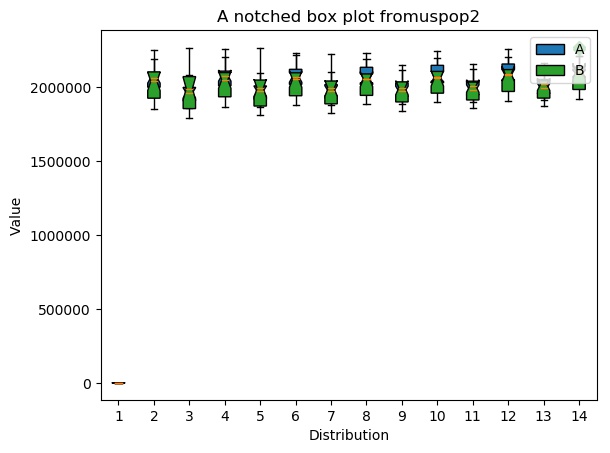 A notched box plot fromuspop2
A
B
Value
2000000
1500000
1000000
500000
0
1 2 3 4 5 6 7 8 9 10 11 12 13 14
Distribution